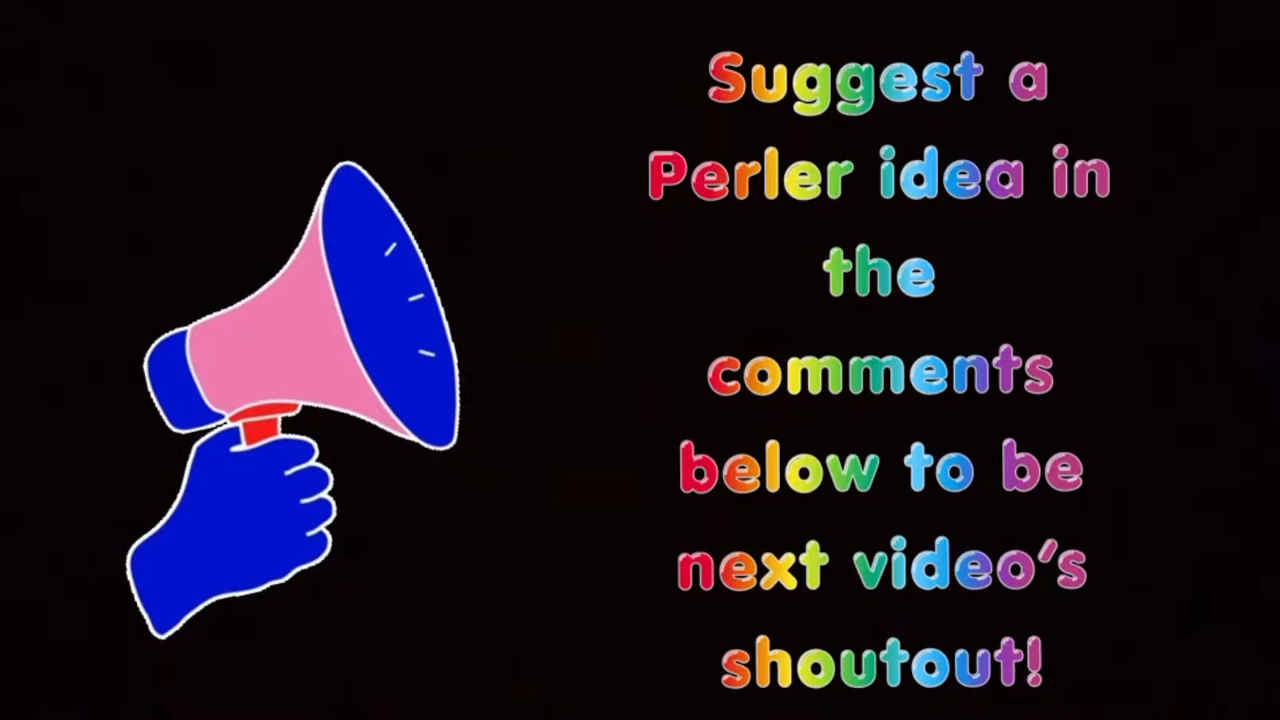 Suggest a
Perler idea in
the
comments
below to be
next video's
shoutout!